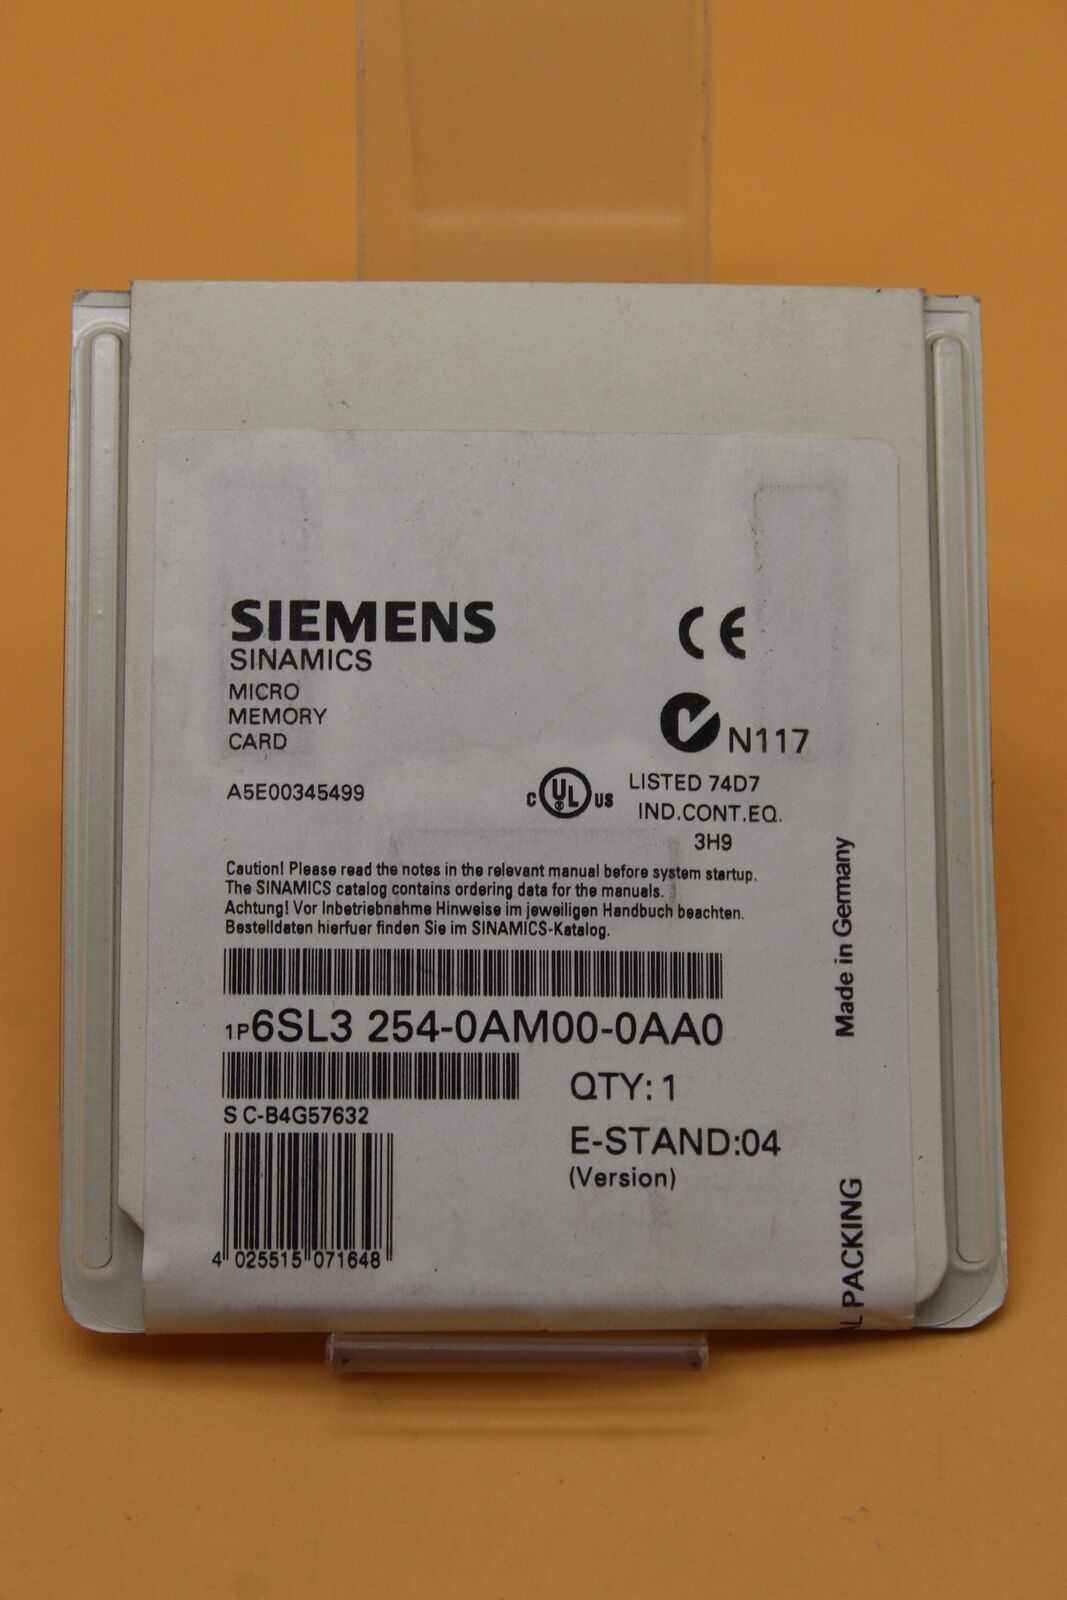 SIEMENS
SINAMICS
MICRO
MEMORY
CARD
A5E00345499
CE
N117
C UL US
LISTED 74D7
IND.CONT.EQ.
3H9
Caution! Please read the notes in the relevant manual before system startup.
The SINAMICS catalog contains ordering data for the manuals.
Achtung! Vor Inbetriebnahme Hinweise im jeweiligen Handbuch beachten.
Bestelldaten hierfuer finden Sie im SINAMICS-Katalog.
1P6SL3 254-0AM00-0AA0
S C-B4G57632
QTY: 1
E-STAND:04
(Version)
4 025515 071648
Made in Germany
L PACKING